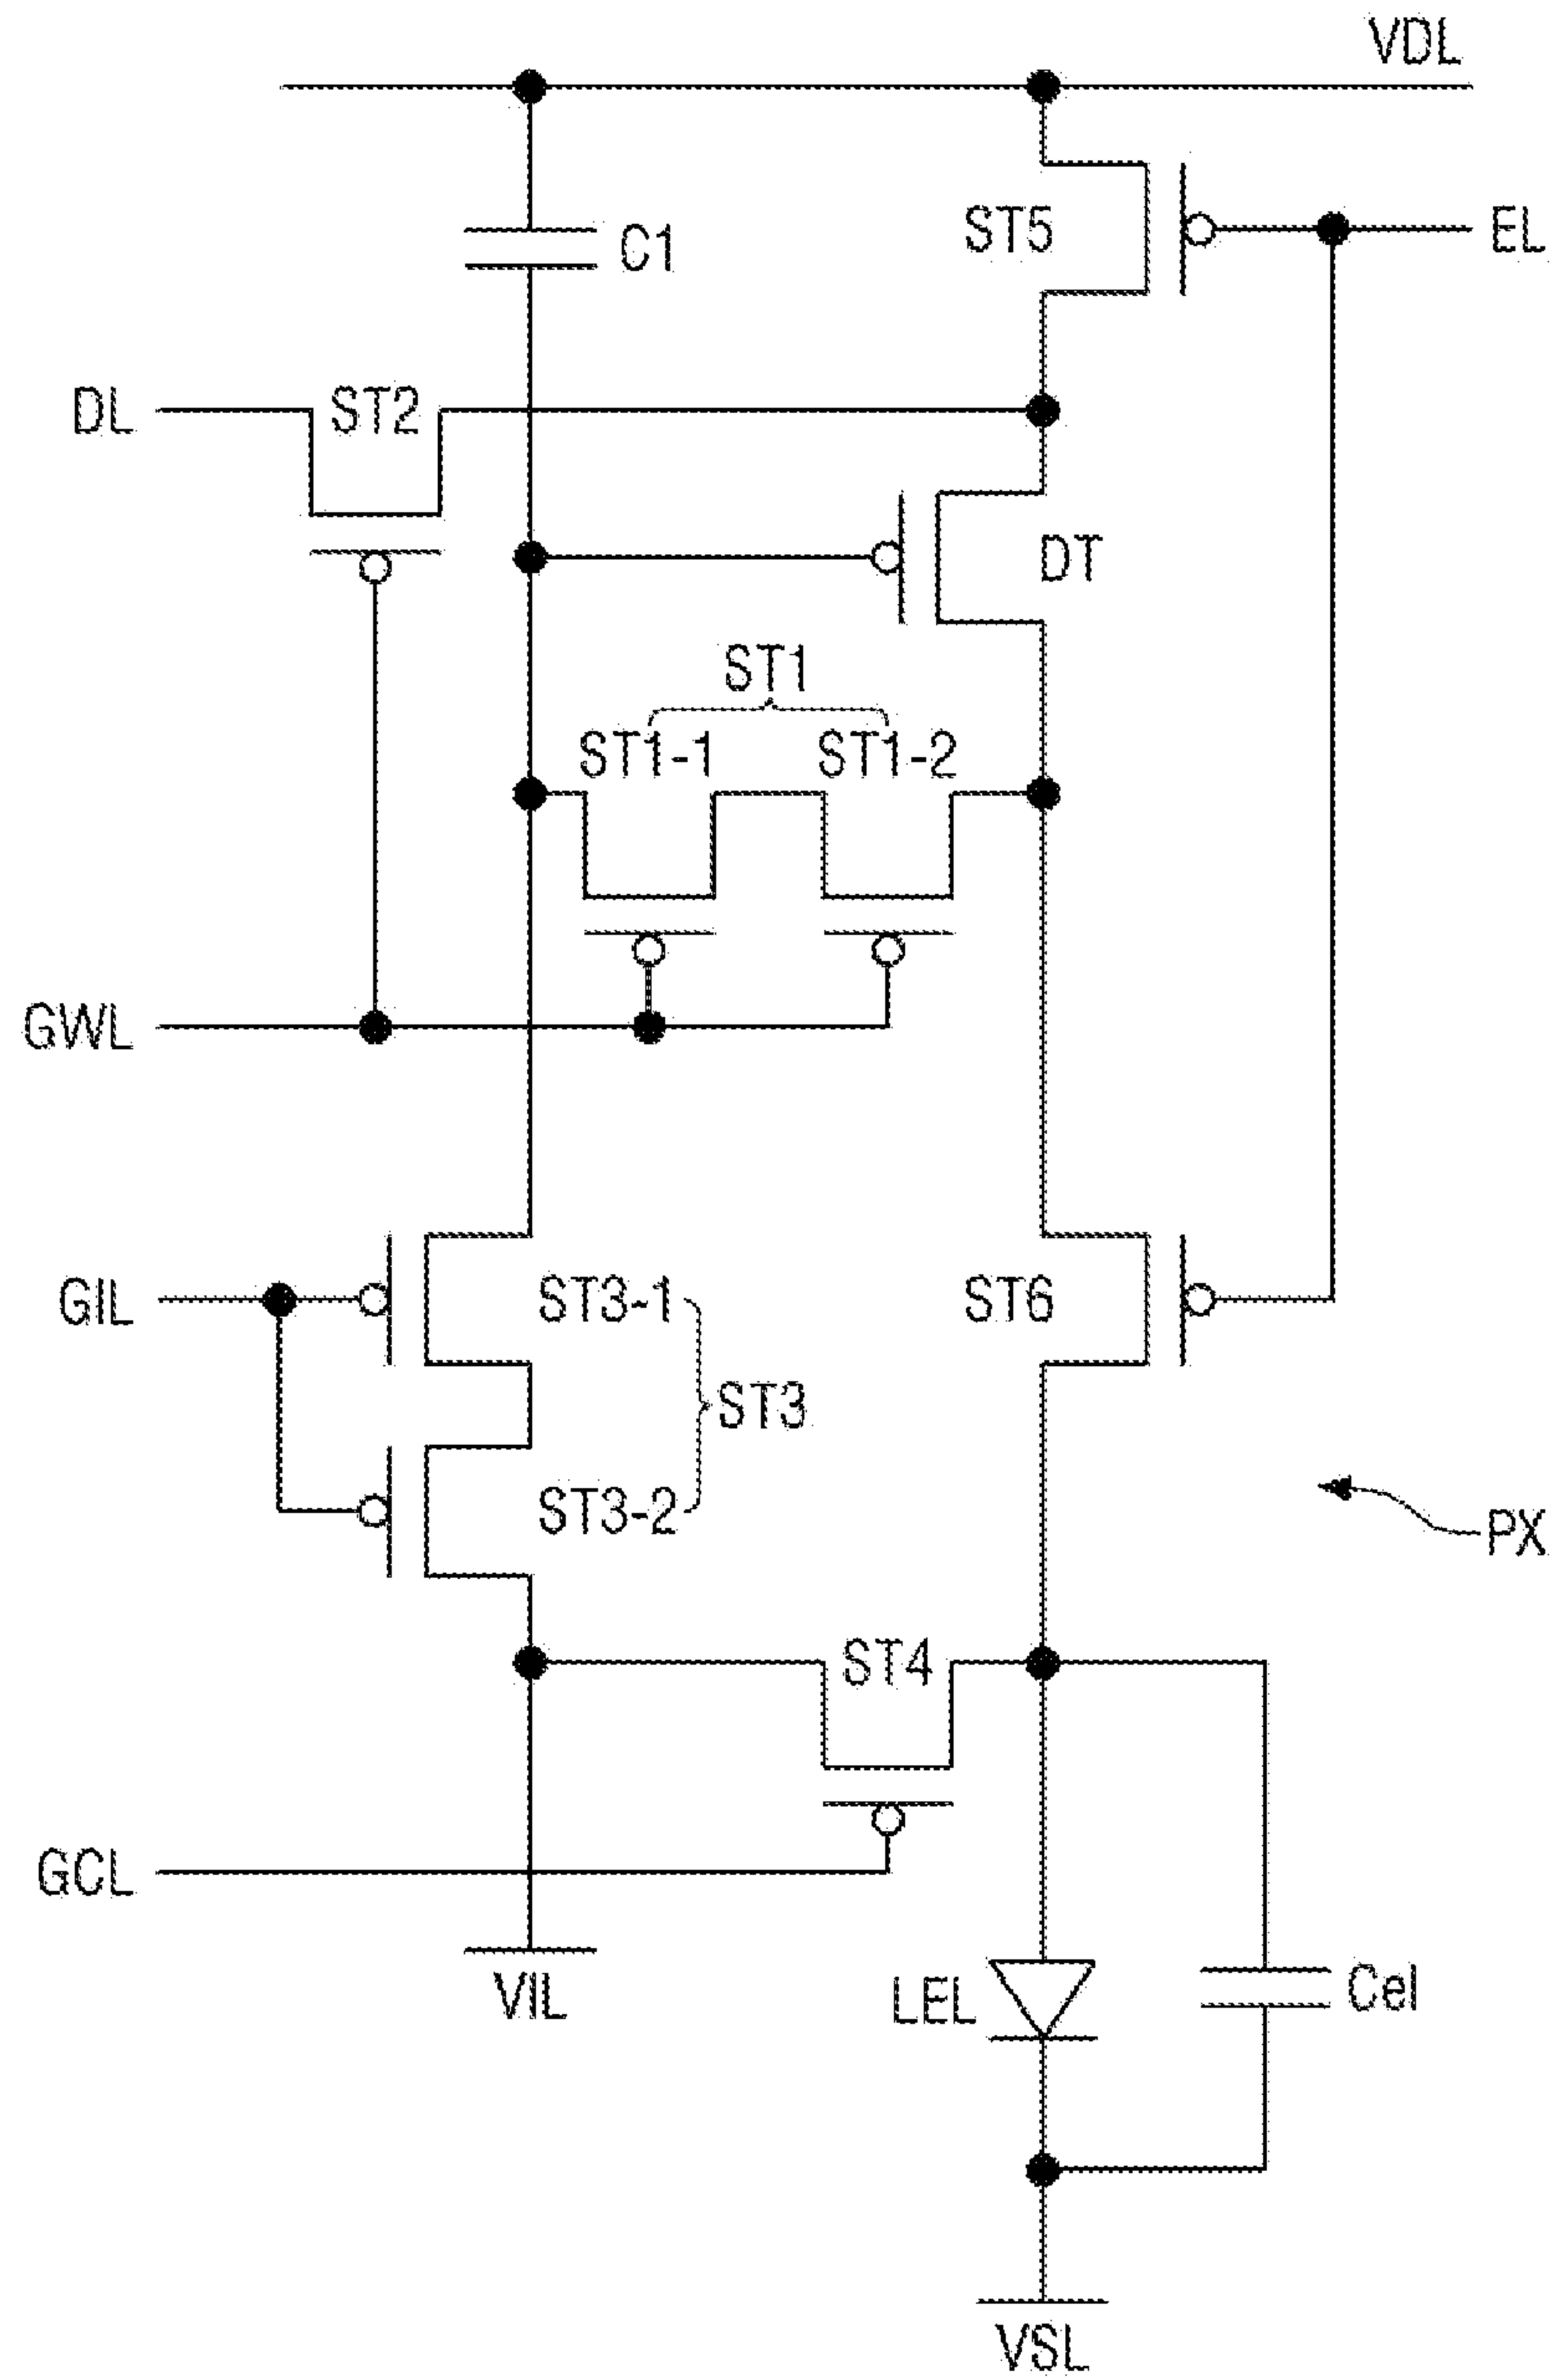 VDL
C1
ST5
EL
DL
ST2
DT
ST1
ST1-1
ST1-2
GWL
GIL
ST3-1
ST6
ST3
ST3-2
PX
ST4
GCL
VIL
LEL
Cel
VSL